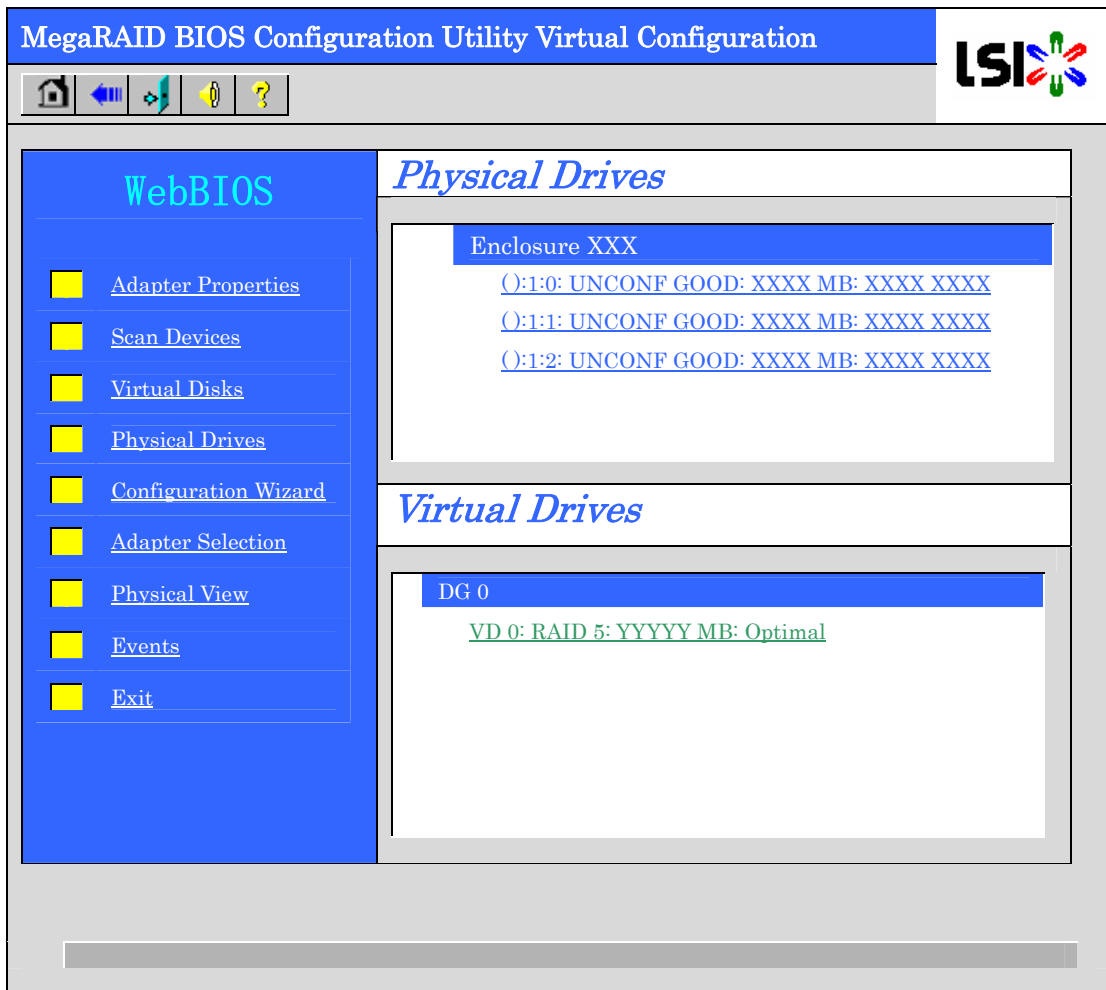 MegaRAID BIOS Configuration Utility Virtual Configuration
LSI
WebBIOS
Adapter Properties
Scan Devices
Virtual Disks
Physical Drives
Configuration Wizard
Adapter Selection
Physical View
Events
Exit
Physical Drives
Enclosure XXX
( ):1:0: UNCONF GOOD: XXXX MB: XXXX XXXX
( ):1:1: UNCONF GOOD: XXXX MB: XXXX XXXX
( ):1:2: UNCONF GOOD: XXXX MB: XXXX XXXX
Virtual Drives
DG 0
VD 0: RAID 5: YYYYY MB: Optimal